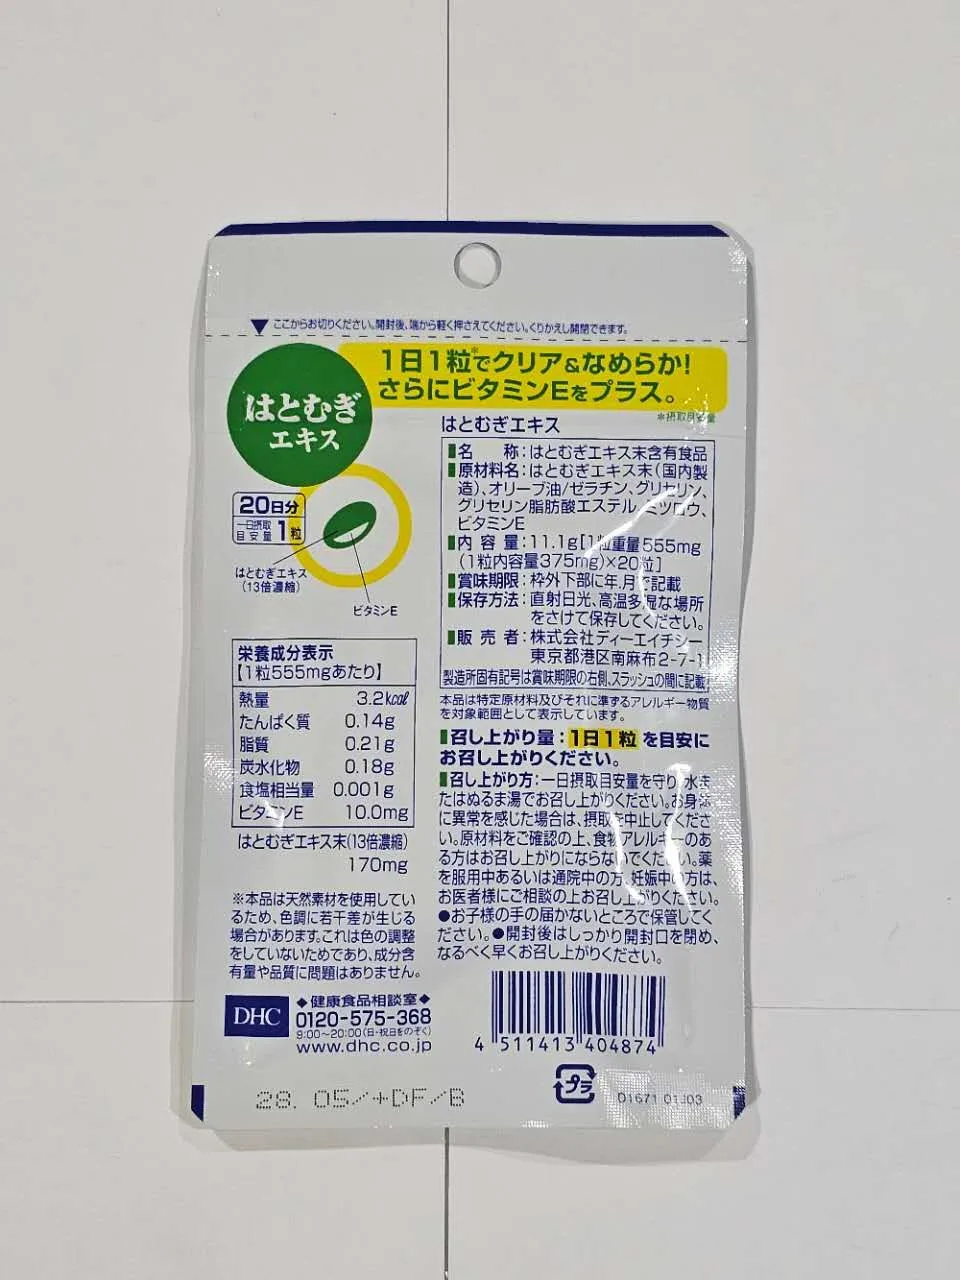 ▼ここからお切りください。開封後、端から軽く押さえてください。くりかえし開閉できます。
1日1粒※でクリア&なめらか!
さらにビタミンEをプラス。
※摂取目安量
はとむぎ
エキス
20日分
一日摂取
目安量
1粒
はとむぎエキス
(13倍濃縮)
ビタミンE
栄養成分表示
【1粒555mgあたり】
熱量 3.2kcal
たんぱく質 0.14g
脂質 0.21g
炭水化物 0.18g
食塩相当量 0.001g
ビタミンE 10.0mg
はとむぎエキス末(13倍濃縮)
170mg
※本品は天然素材を使用してい
るため、色調に若干差が生じる
場合があります。これは色の調整
をしていないためであり、成分含
有量や品質に問題はありません。
はとむぎエキス
名 称:はとむぎエキス末含有食品
原材料名:はとむぎエキス末(国内製
造)、オリーブ油/ゼラチン、グリセリン、
グリセリン脂肪酸エステル、ミツロウ、
ビタミンE
内 容 量:11.1g[1粒重量555mg
(1粒内容量375mg)×20粒]
賞味期限:枠外下部に年、月で記載
保存方法:直射日光、高温多湿な場所
をさけて保存してください。
販 売 者:株式会社ディーエイチシー
東京都港区南麻布2-7-1
製造所固有記号は賞味期限の右側、スラッシュの間に記載
本品は特定原材料及びそれに準ずるアレルギー物質
を対象範囲として表示しています。
召し上がり量:1日1粒を目安に
お召し上がりください。
召し上がり方:一日摂取目安量を守り、水ま
たはぬるま湯でお召し上がりください。お身体
に異常を感じた場合は、摂取を中止してくださ
い。原材料をご確認の上、食物アレルギーのあ
る方はお召し上がりにならないでください。薬
を服用中あるいは通院中の方、妊娠中の方は、
お医者様にご相談の上お召し上がりください。
●お子様の手の届かないところで保管してく
ださい。●開封後はしっかり開封口を閉め、
なるべく早くお召し上がりください。
DHC
◆健康食品相談室◆
0120-575-368
9:00~20:00(日・祝日をのぞく)
www.dhc.co.jp
4 511413 404874
プラ
28. 05/+DF/B
D1671 01J03